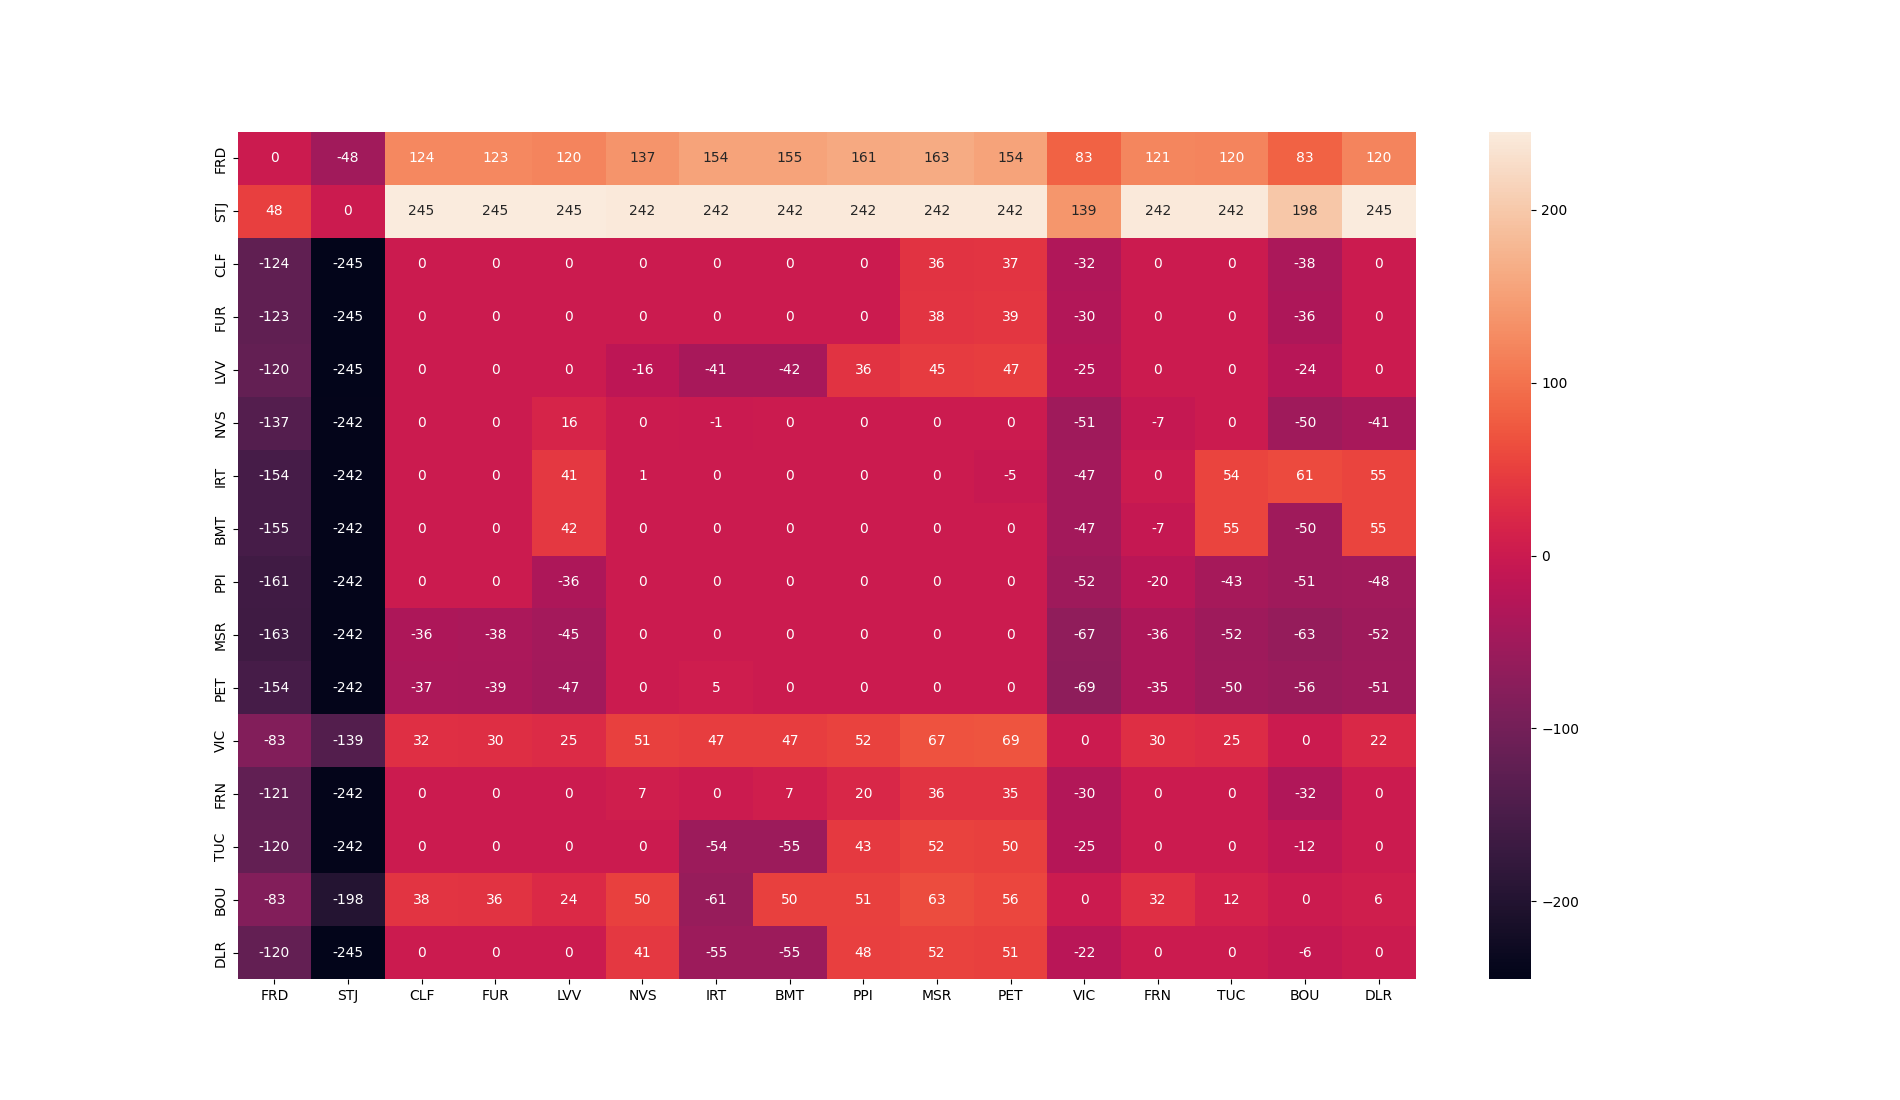 FRD 0 -48 124 123 120 137 154 155 161 163 154 83 121 120 83 120
STJ 48 0 245 245 245 242 242 242 242 242 242 139 242 242 198 245
CLF -124 -245 0 0 0 0 0 0 0 36 37 -32 0 0 -38 0
FUR -123 -245 0 0 0 0 0 0 0 38 39 -30 0 0 -36 0
LVV -120 -245 0 0 0 -16 -41 -42 36 45 47 -25 0 0 -24 0
NVS -137 -242 0 0 16 0 -1 0 0 0 0 -51 -7 0 -50 -41
IRT -154 -242 0 0 41 1 0 0 0 0 -5 -47 0 54 61 55
BMT -155 -242 0 0 42 0 0 0 0 0 0 -47 -7 55 -50 55
PPI -161 -242 0 0 -36 0 0 0 0 0 0 -52 -20 -43 -51 -48
MSR -163 -242 -36 -38 -45 0 0 0 0 0 0 -67 -36 -52 -63 -52
PET -154 -242 -37 -39 -47 0 5 0 0 0 0 -69 -35 -50 -56 -51
VIC -83 -139 32 30 25 51 47 47 52 67 69 0 30 25 0 22
FRN -121 -242 0 0 0 7 0 7 20 36 35 -30 0 0 -32 0
TUC -120 -242 0 0 0 0 -54 -55 43 52 50 -25 0 0 -12 0
BOU -83 -198 38 36 24 50 -61 50 51 63 56 0 32 12 0 6
DLR -120 -245 0 0 0 41 -55 -55 48 52 51 -22 0 0 -6 0
FRD STJ CLF FUR LVV NVS IRT BMT PPI MSR PET VIC FRN TUC BOU DLR
200
100
0
−100
−200